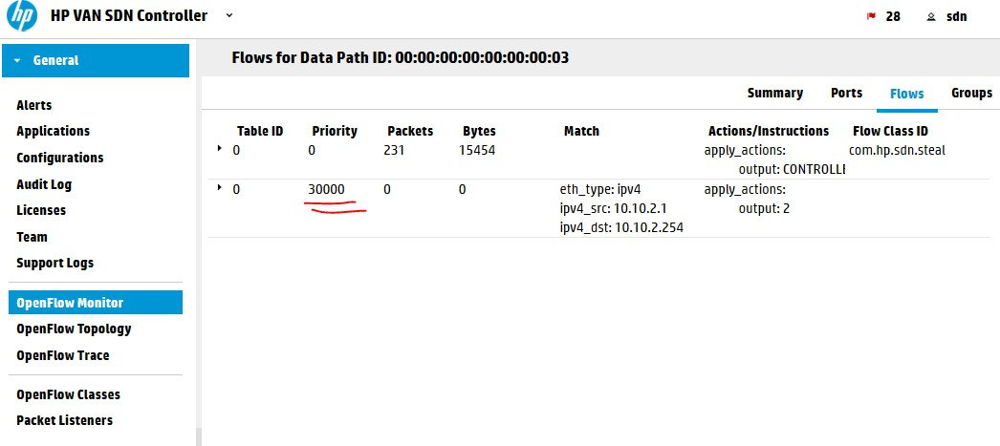 hp HP VAN SDN Controller 28 sdn
General
Flows for Data Path ID: 00:00:00:00:00:00:00:03
Summary Ports Flows Groups
Alerts
Applications
Configurations
Audit Log
Licenses
Team
Support Logs
OpenFlow Monitor
OpenFlow Topology
OpenFlow Trace
OpenFlow Classes
Packet Listeners
Table ID Priority Packets Bytes Match Actions/Instructions Flow Class ID
0 0 231 15454 apply_actions: com.hp.sdn.steal
output: CONTROLLE
0 30000 0 0 eth_type: ipv4 apply_actions:
ipv4_src: 10.10.2.1 output: 2
ipv4_dst: 10.10.2.254